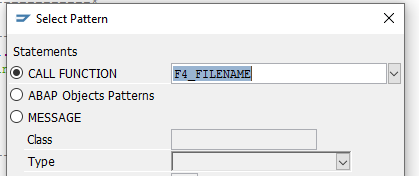 Select Pattern
Statements
CALL FUNCTION F4_FILENAME
ABAP Objects Patterns
MESSAGE
Class
Type